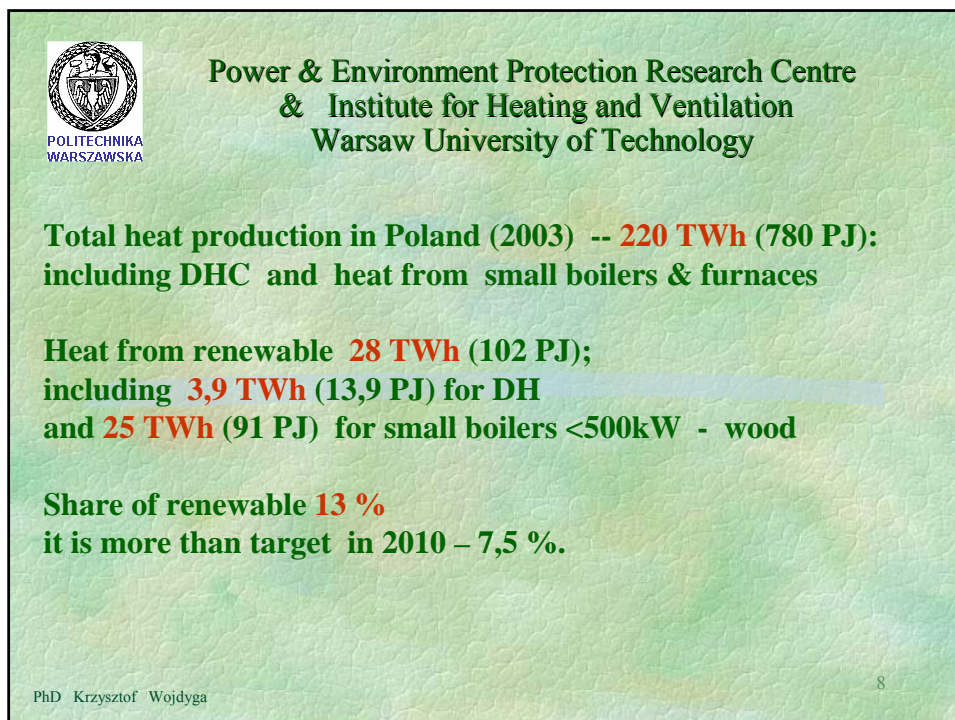 POLITECHNIKA
WARSZAWSKA
Power & Environment Protection Research Centre
& Institute for Heating and Ventilation
Warsaw University of Technology
Total heat production in Poland (2003) -- 220 TWh (780 PJ):
including DHC and heat from small boilers & furnaces
Heat from renewable 28 TWh (102 PJ);
including 3,9 TWh (13,9 PJ) for DH
and 25 TWh (91 PJ) for small boilers <500kW - wood
Share of renewable 13 %
it is more than target in 2010 – 7,5 %.
PhD Krzysztof Wojdyga
8